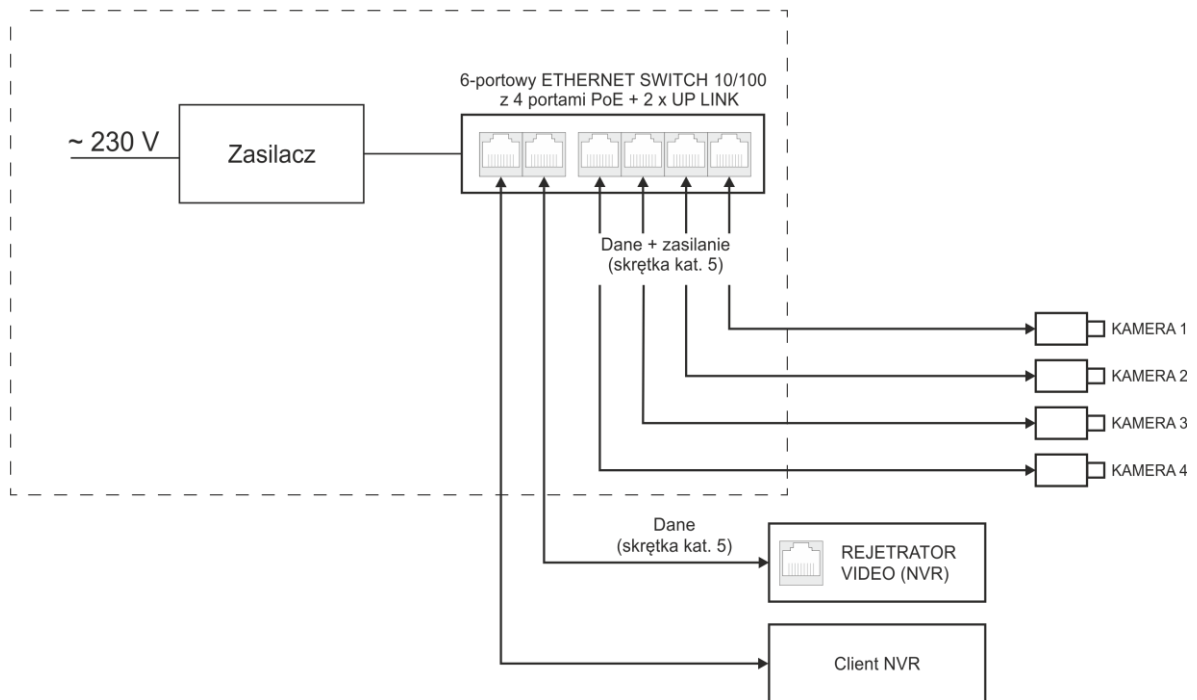 6-portowy ETHERNET SWITCH 10/100
z 4 portami PoE + 2 x UP LINK
~ 230 V
Zasilacz
Dane + zasilanie
(skrętka kat. 5)
KAMERA 1
KAMERA 2
KAMERA 3
KAMERA 4
Dane
(skrętka kat. 5)
REJETRATOR
VIDEO (NVR)
Client NVR